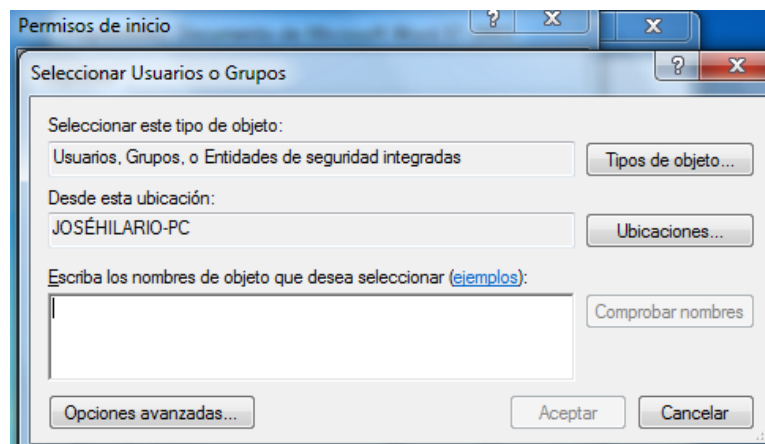 Permisos de inicio
Seleccionar Usuarios o Grupos
Seleccionar este tipo de objeto:
Usuarios, Grupos, o Entidades de seguridad integradas
Tipos de objeto...
Desde esta ubicación:
JOSÉHILARIO-PC
Ubicaciones...
Escriba los nombres de objeto que desea seleccionar (ejemplos):
Comprobar nombres
Opciones avanzadas...
Aceptar
Cancelar